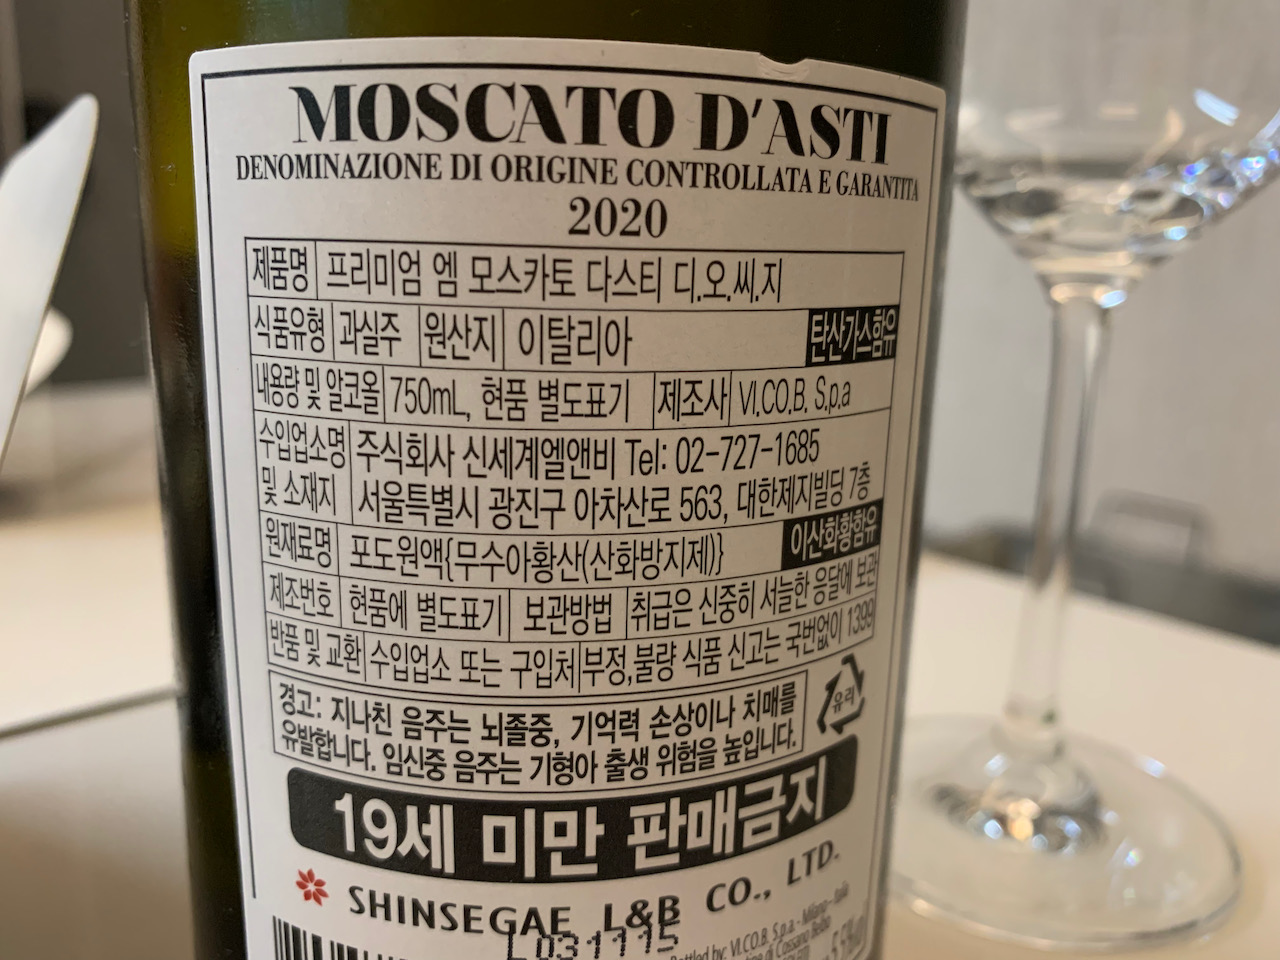 MOSCATO D'ASTI
DENOMINAZIONE DI ORIGINE CONTROLLATA E GARANTITA
2020
제품명 프리미엄 엠 모스카토 다스티 디.오.씨.지
식품유형 과실주 원산지 이탈리아 탄산가스함유
내용량 및 알코올 750mL, 현품 별도표기 제조사 VI.CO.B. S.p.a
수입업소명 주식회사 신세계엘앤비 Tel: 02-727-1685
및 소재지 서울특별시 광진구 아차산로 563, 대한제지빌딩 7층
원재료명 포도원액{무수아황산(산화방지제)} 이산화황함유
제조번호 현품에 별도표기 보관방법 취급은 신중히 서늘한 응달에 보관
반품 및 교환 수입업소 또는 구입처 부정,불량 식품 신고는 국번없이 1399
경고: 지나친 음주는 뇌졸중, 기억력 손상이나 치매를
유발합니다. 임신중 음주는 기형아 출생 위험을 높입니다.
유리
19세 미만 판매금지
SHINSEGAE L&B CO., LTD.
L031115
Bottled by: VI.CO.B. S.p.a. - Milano - Italia
di Cossano Belbo
5,5%